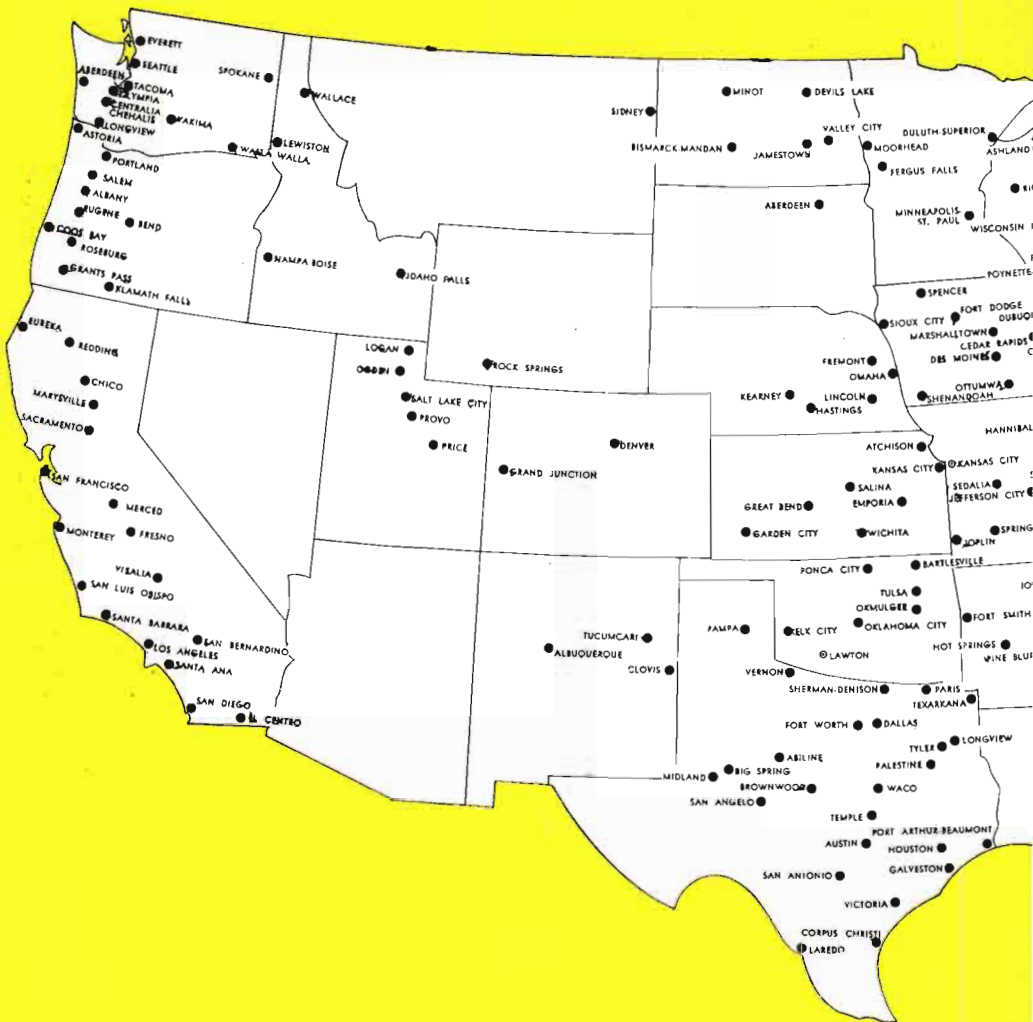 EVERETT
SEATTLE
SPOKANE
ABERDEEN
TACOMA
OLYMPIA
CENTRALIA
CHEHALIS
WALLACE
YAKIMA
LONGVIEW
ASTORIA
WALLA WALLA
LEWISTON
PORTLAND
SALEM
ALBANY
EUGENE
BEND
COOS BAY
ROSEBURG
GRANTS PASS
KLAMATH FALLS
NAMPA-BOISE
IDAHO FALLS
SIDNEY
MINOT
DEVILS LAKE
BISMARCK-MANDAN
JAMESTOWN
VALLEY CITY
MOORHEAD
FERGUS FALLS
DULUTH-SUPERIOR
ASHLAND
ABERDEEN
MINNEAPOLIS-
ST. PAUL
WISCONSIN
POYNETTE
EUREKA
REDDING
CHICO
MARYSVILLE
SACRAMENTO
SAN FRANCISCO
MERCED
MONTEREY
FRESNO
VISALIA
SAN LUIS OBISPO
SANTA BARBARA
SAN BERNARDINO
LOS ANGELES
SANTA ANA
SAN DIEGO
EL CENTRO
LOGAN
OGDEN
SALT LAKE CITY
PROVO
PRICE
ROCK SPRINGS
DENVER
GRAND JUNCTION
SPENCER
SIOUX CITY
FORT DODGE
DUBUQ
MARSHALLTOWN
CEDAR RAPIDS
DES MOINES
FREMONT
OMAHA
OTTUMWA
SHENANDOAH
KEARNEY
LINCOLN
HASTINGS
HANNIBAL
ATCHISON
KANSAS CITY
KANSAS CITY
SALINA
SEDALIA
JEFFERSON CITY
GREAT BEND
EMPORIA
GARDEN CITY
WICHITA
JOPLIN
SPRING
PONCA CITY
BARTLESVILLE
TULSA
OKMULGEE
OKLAHOMA CITY
FORT SMITH
PAMPA
ELK CITY
LAWTON
HOT SPRINGS
PINE BLUF
TUCUMCARI
ALBUQUERQUE
CLOVIS
VERNON
SHERMAN-DENISON
PARIS
TEXARKANA
FORT WORTH
DALLAS
TYLER
LONGVIEW
ABILINE
PALESTINE
MIDLAND
BIG SPRING
BROWNWOOD
WACO
SAN ANGELO
TEMPLE
PORT ARTHUR-BEAUMONT
AUSTIN
HOUSTON
GALVESTON
SAN ANTONIO
VICTORIA
CORPUS CHRISTI
LAREDO